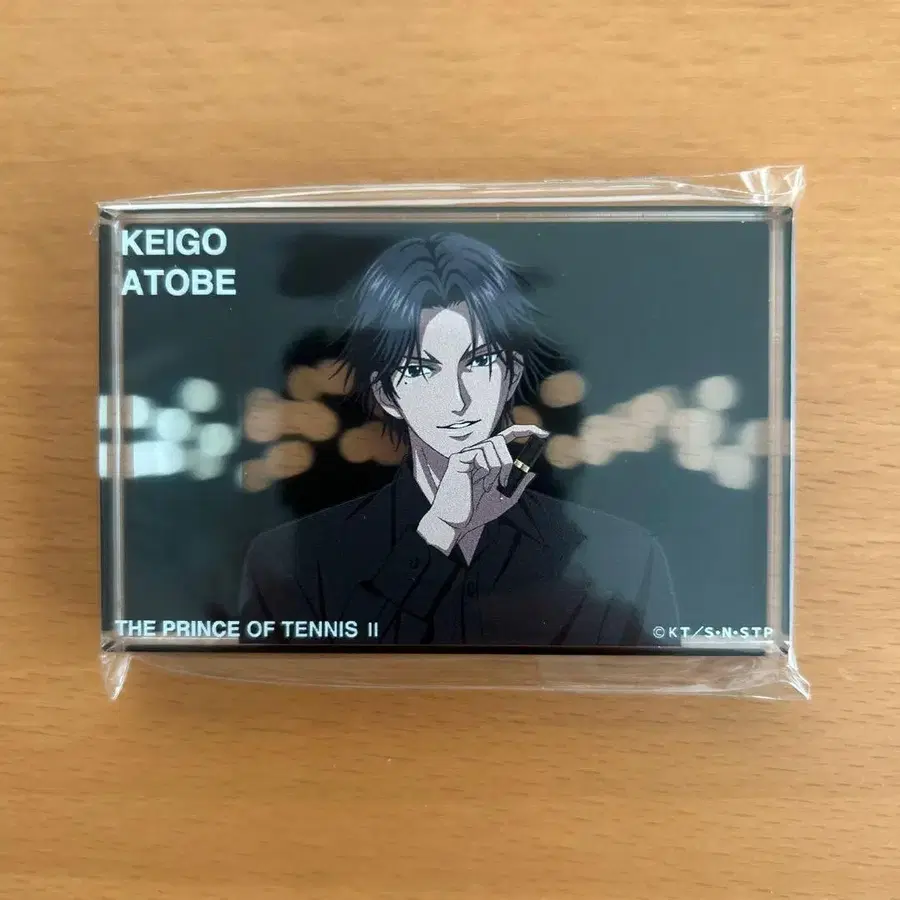 KEIGO
ATOBE
THE PRINCE OF TENNIS II
©KT/S•N•STP